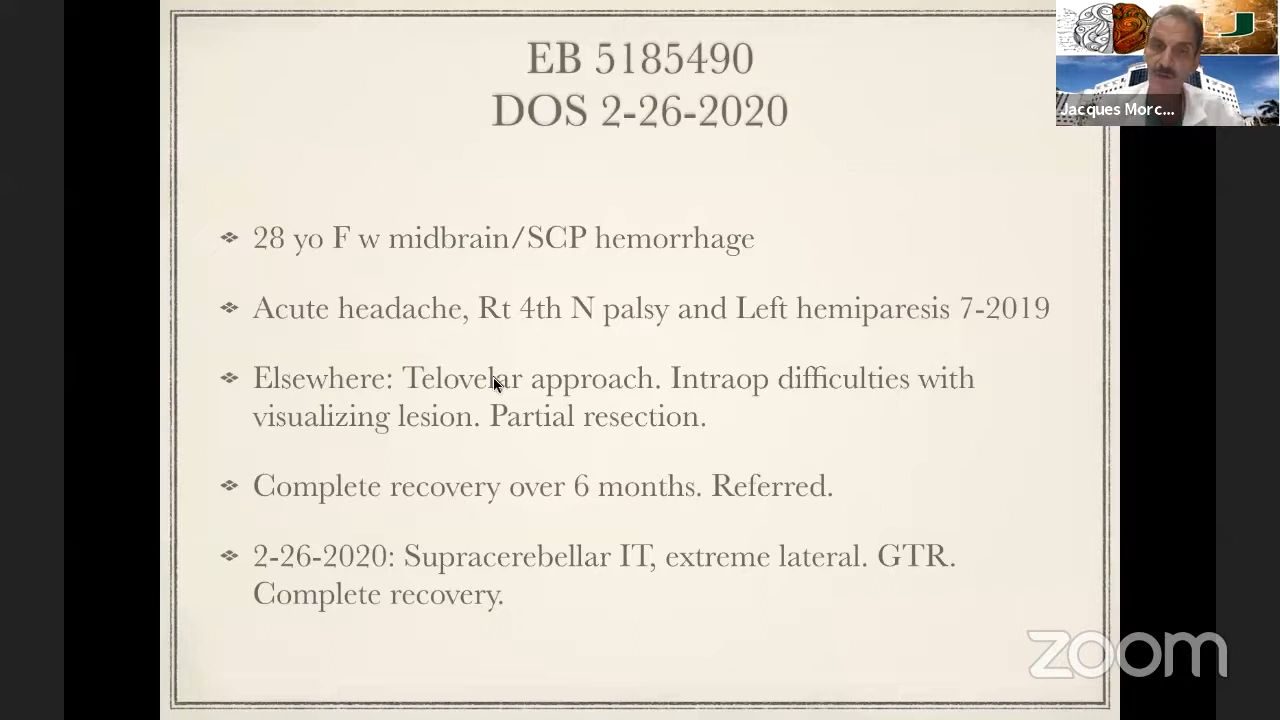 EB 5185490
DOS 2-26-2020
Jacques Morc...
28 yo F w midbrain/SCP hemorrhage
Acute headache, Rt 4th N palsy and Left hemiparesis 7-2019
Elsewhere: Telovelar approach. Intraop difficulties with
visualizing lesion. Partial resection.
Complete recovery over 6 months. Referred.
2-26-2020: Supracerebellar IT, extreme lateral. GTR.
Complete recovery.
zoom